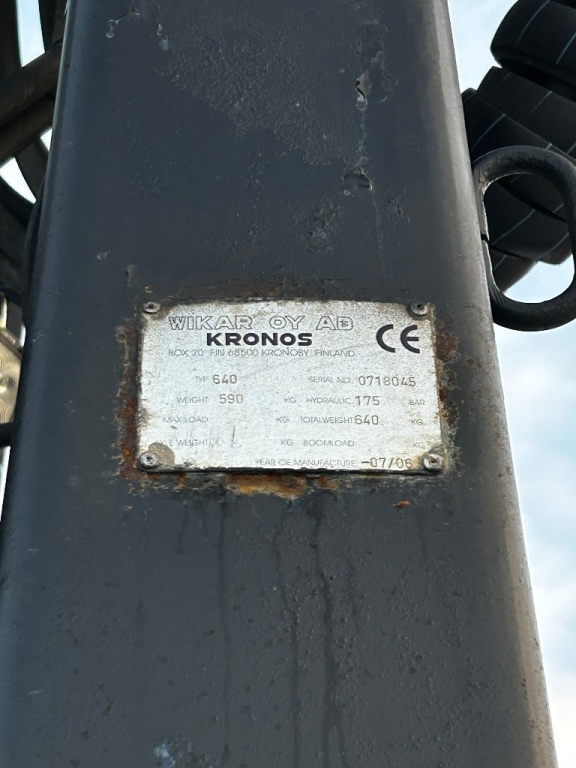 WIKAR OY AB
KRONOS
CE
BOX 20 FIN 68500 KRONOBY, FINLAND
TYP 640 SERIAL NO 0718045
WEIGHT 590 KG HYDRAULIC 175 BAR
MAX LOAD KG TOTALWEIGHT 640 KG
WEIGHT KG BOOMLOAD KG
YEAR OF MANUFACTURE -07/06